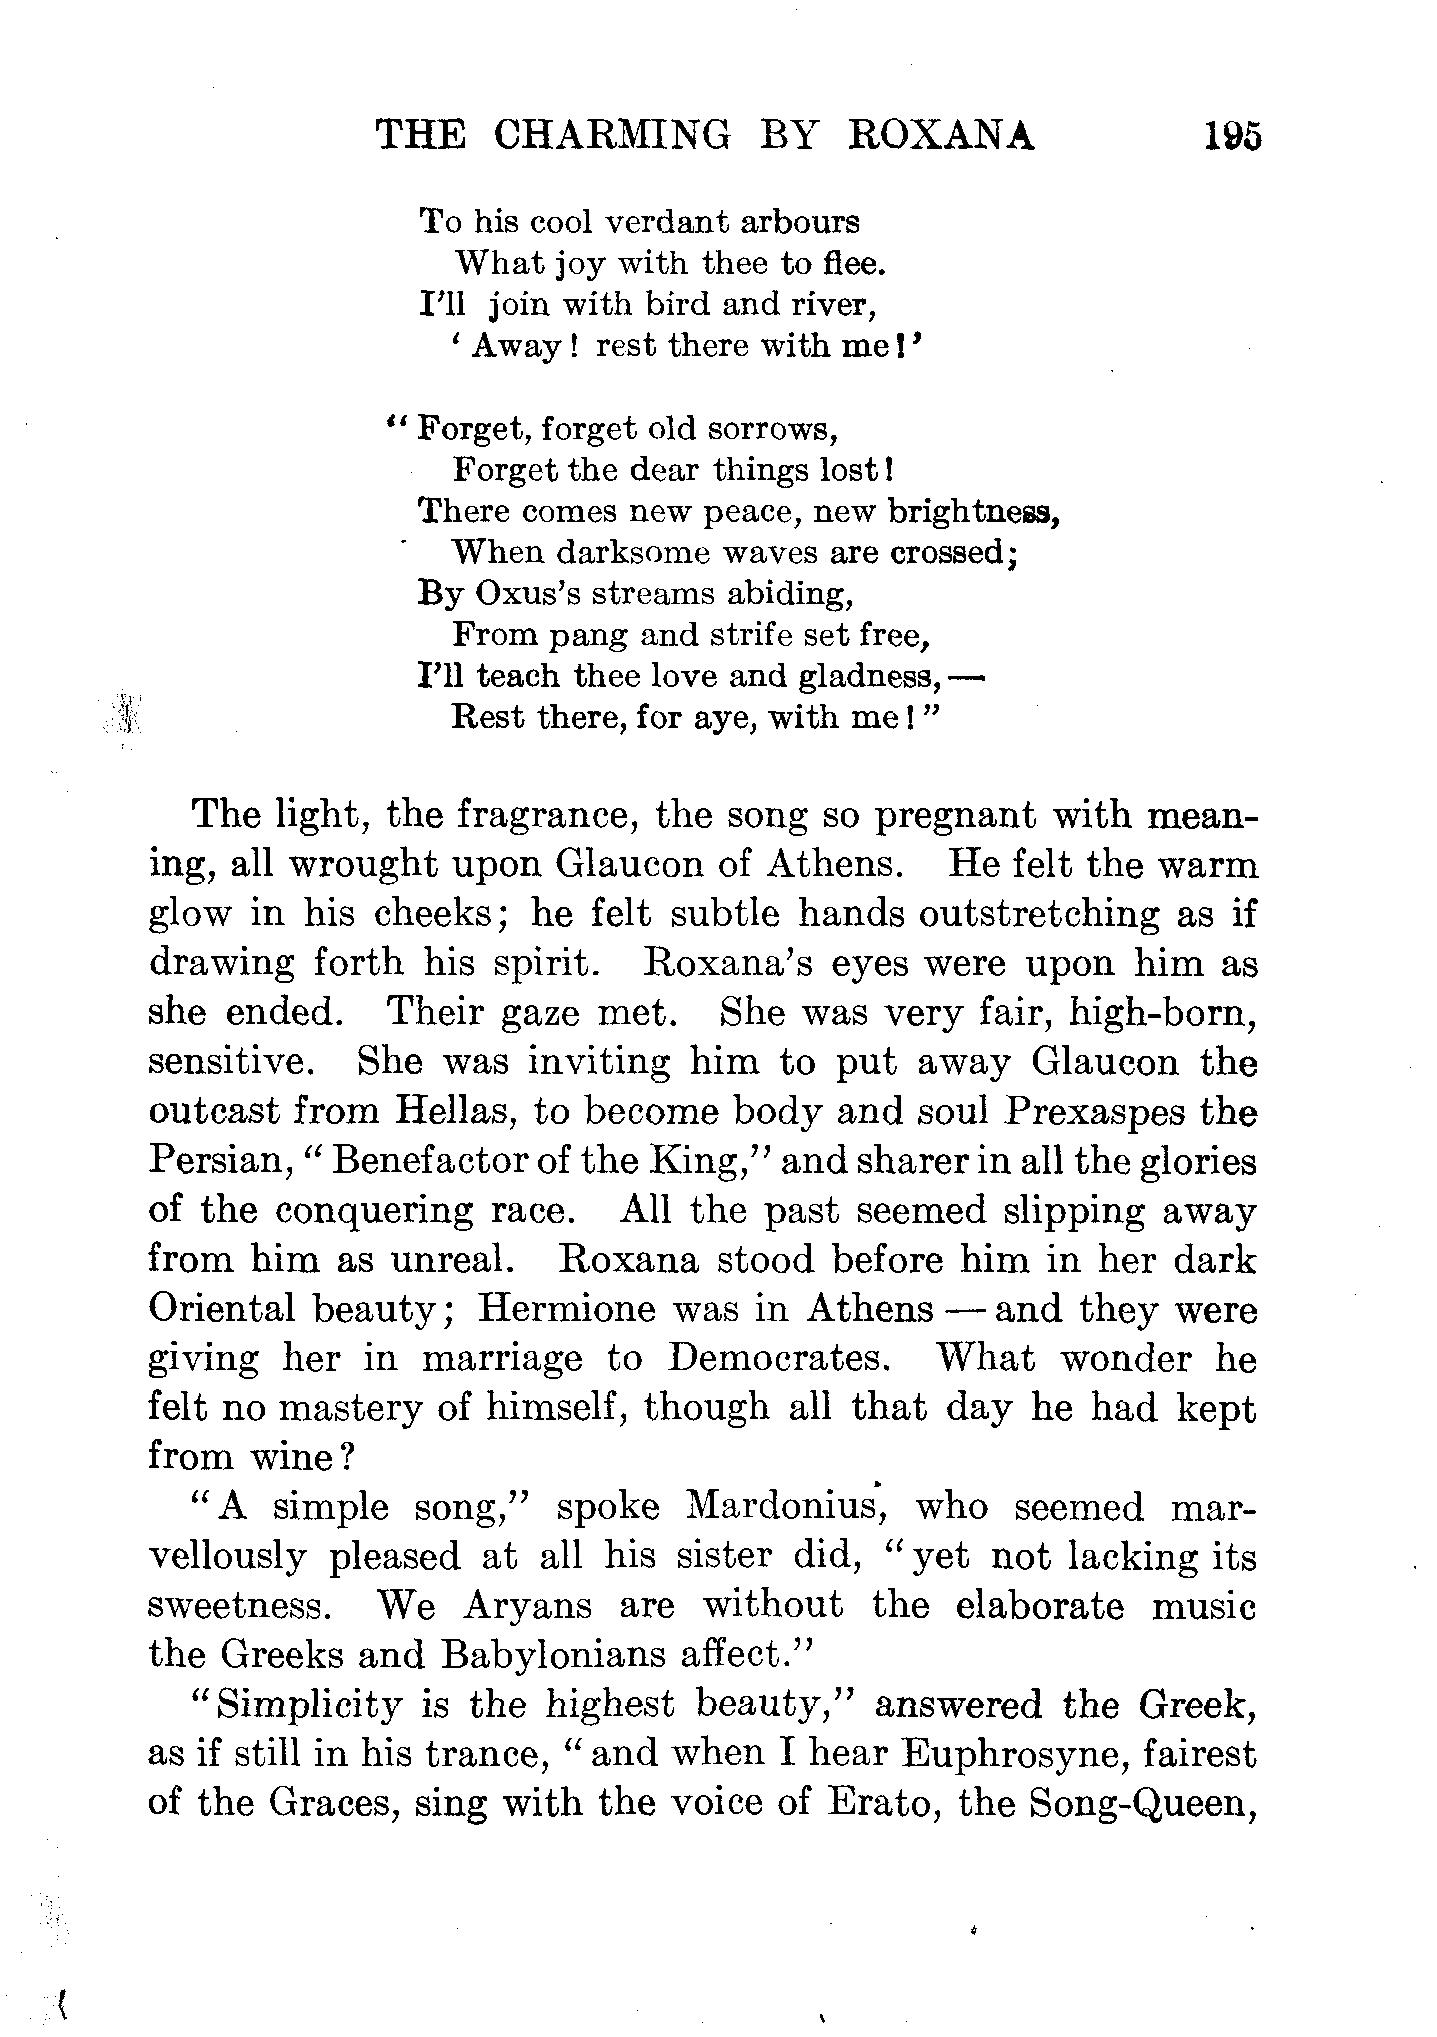 THE CHARMING BY ROXANA 195
To his cool verdant arbours
What joy with thee to flee.
I'll join with bird and river,
‘Away! rest there with me!’
“Forget, forget old sorrows,
Forget the dear things lost!
There comes new peace, new brightness,
When darksome waves are crossed;
By Oxus's streams abiding,
From pang and strife set free,
I'll teach thee love and gladness,—
Rest there, for aye, with me!”
The light, the fragrance, the song so pregnant with mean-
ing, all wrought upon Glaucon of Athens. He felt the warm
glow in his cheeks; he felt subtle hands outstretching as if
drawing forth his spirit. Roxana's eyes were upon him as
she ended. Their gaze met. She was very fair, high-born,
sensitive. She was inviting him to put away Glaucon the
outcast from Hellas, to become body and soul Prexaspes the
Persian, “Benefactor of the King,” and sharer in all the glories
of the conquering race. All the past seemed slipping away
from him as unreal. Roxana stood before him in her dark
Oriental beauty; Hermione was in Athens — and they were
giving her in marriage to Democrates. What wonder he
felt no mastery of himself, though all that day he had kept
from wine?
“A simple song,” spoke Mardonius, who seemed mar-
vellously pleased at all his sister did, “yet not lacking its
sweetness. We Aryans are without the elaborate music
the Greeks and Babylonians affect.”
“Simplicity is the highest beauty,” answered the Greek,
as if still in his trance, “and when I hear Euphrosyne, fairest
of the Graces, sing with the voice of Erato, the Song-Queen,